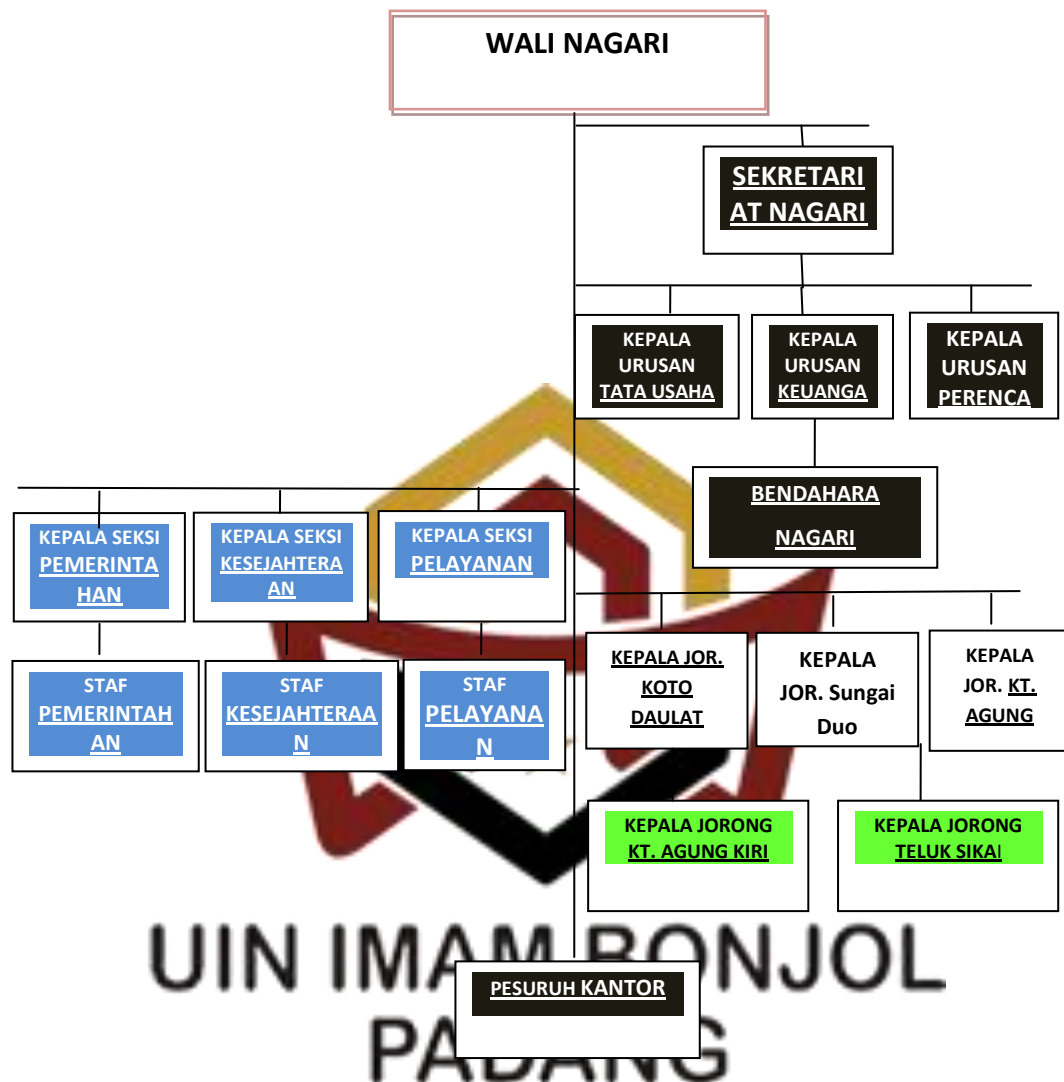 WALI NAGARI
SEKRETARI
AT NAGARI
KEPALA
URUSAN
TATA USAHA
KEPALA
URUSAN
KEUANGA
KEPALA
URUSAN
PERENCA
BENDAHARA
NAGARI
KEPALA SEKSI
PEMERINTA
HAN
KEPALA SEKSI
KESEJAHTERA
AN
KEPALA SEKSI
PELAYANAN
STAF
PEMERINTAH
AN
STAF
KESEJAHTERAA
N
STAF
PELAYANA
N
KEPALA JOR.
KOTO
DAULAT
KEPALA
JOR. Sungai
Duo
KEPALA
JOR. KT.
AGUNG
KEPALA JORONG
KT. AGUNG KIRI
KEPALA JORONG
TELUK SIKAI
UIN IMAM BONJOL
PESURUH KANTOR
PADANG